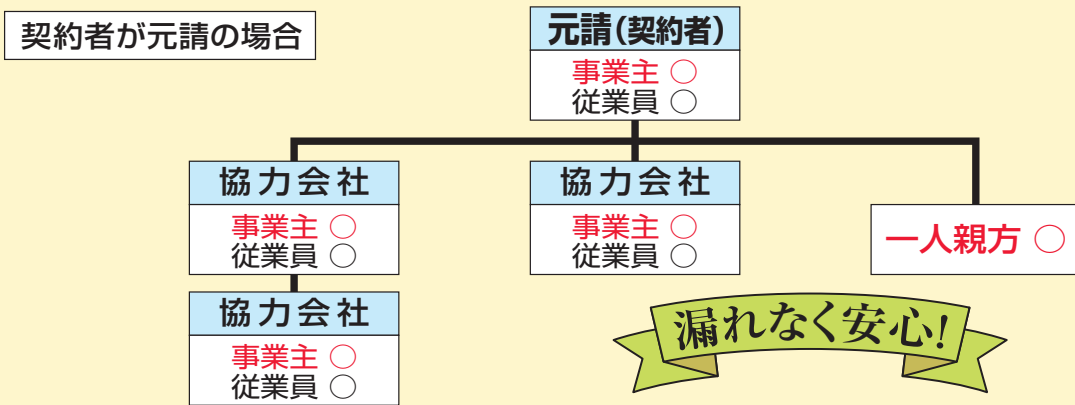 契約者が元請の場合
元請(契約者)
事業主 ○
従業員 ○
協力会社
事業主 ○
従業員 ○
協力会社
事業主 ○
従業員 ○
一人親方 ○
協力会社
事業主 ○
従業員 ○
漏れなく安心!